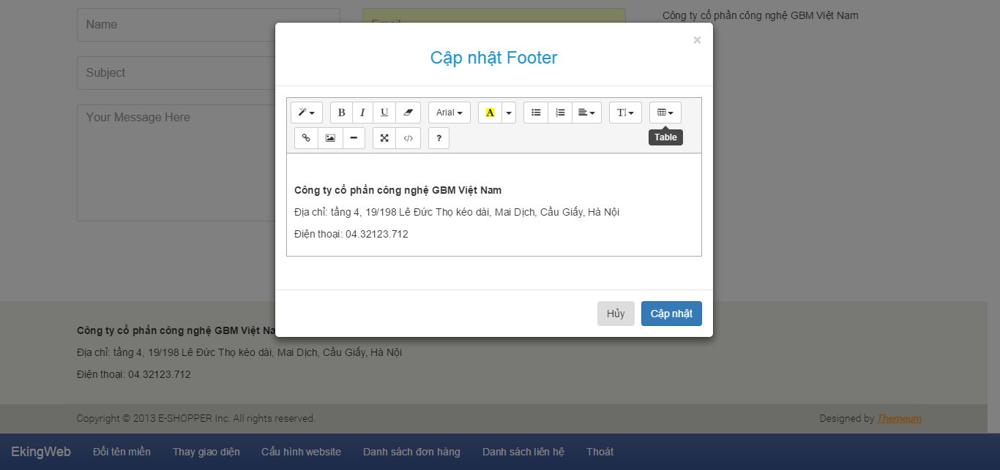 Name
Email
Công ty cổ phần công nghệ GBM Việt Nam
Subject
Your Message Here
×
Cập nhật Footer
B I U Arial A T Table
</> ?
Công ty cổ phần công nghệ GBM Việt Nam
Địa chỉ: tầng 4, 19/198 Lê Đức Thọ kéo dài, Mai Dịch, Cầu Giấy, Hà Nội
Điện thoại: 04.32123.712
Hủy Cập nhật
Công ty cổ phần công nghệ GBM Việt Na
Địa chỉ: tầng 4, 19/198 Lê Đức Thọ kéo dài, Mai Dịch, Cầu Giấy, Hà Nội
Điện thoại: 04.32123.712
Copyright © 2013 E-SHOPPER Inc. All rights reserved. Designed by Themeum
EkingWeb Đổi tên miền Thay giao diện Cấu hình website Danh sách đơn hàng Danh sách liên hệ Thoát